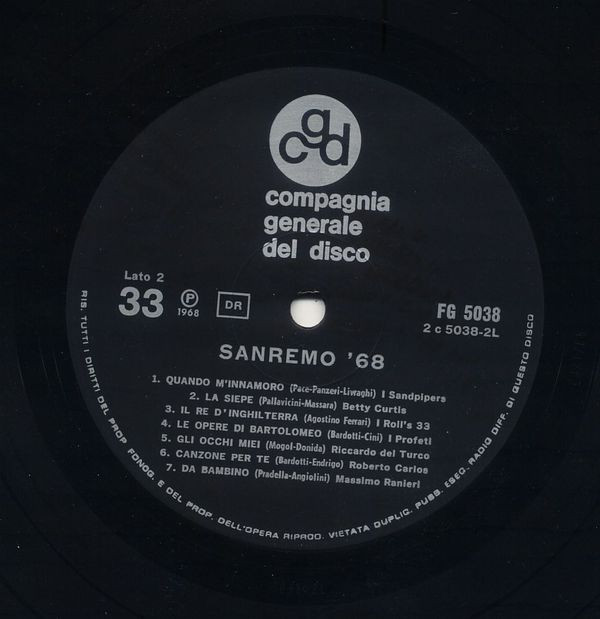 cgd
compagnia
generale
del disco
Lato 2
33
℗
1968
DR
FG 5038
2 c 5038-2L
SANREMO '68
1. QUANDO M'INNAMORO (Pace-Panzeri-Livraghi) I Sandpipers
2. LA SIEPE (Pallavicini-Massara) Betty Curtis
3. IL RE D'INGHILTERRA (Agostino Ferrari) I Roll's 33
4. LE OPERE DI BARTOLOMEO (Bardotti-Cini) I Profeti
5. GLI OCCHI MIEI (Mogol-Donida) Riccardo del Turco
6. CANZONE PER TE (Bardotti-Endrigo) Roberto Carlos
7. DA BAMBINO (Pradella-Angiolini) Massimo Ranieri
RIS. TUTTI I DIRITTI DEL PROP FONOG. E DEL PROP. DELL'OPERA RIPROD. VIETATA DUPLIC. PUBB. ESEG. RADIO DIFF. DI QUESTO DISCO